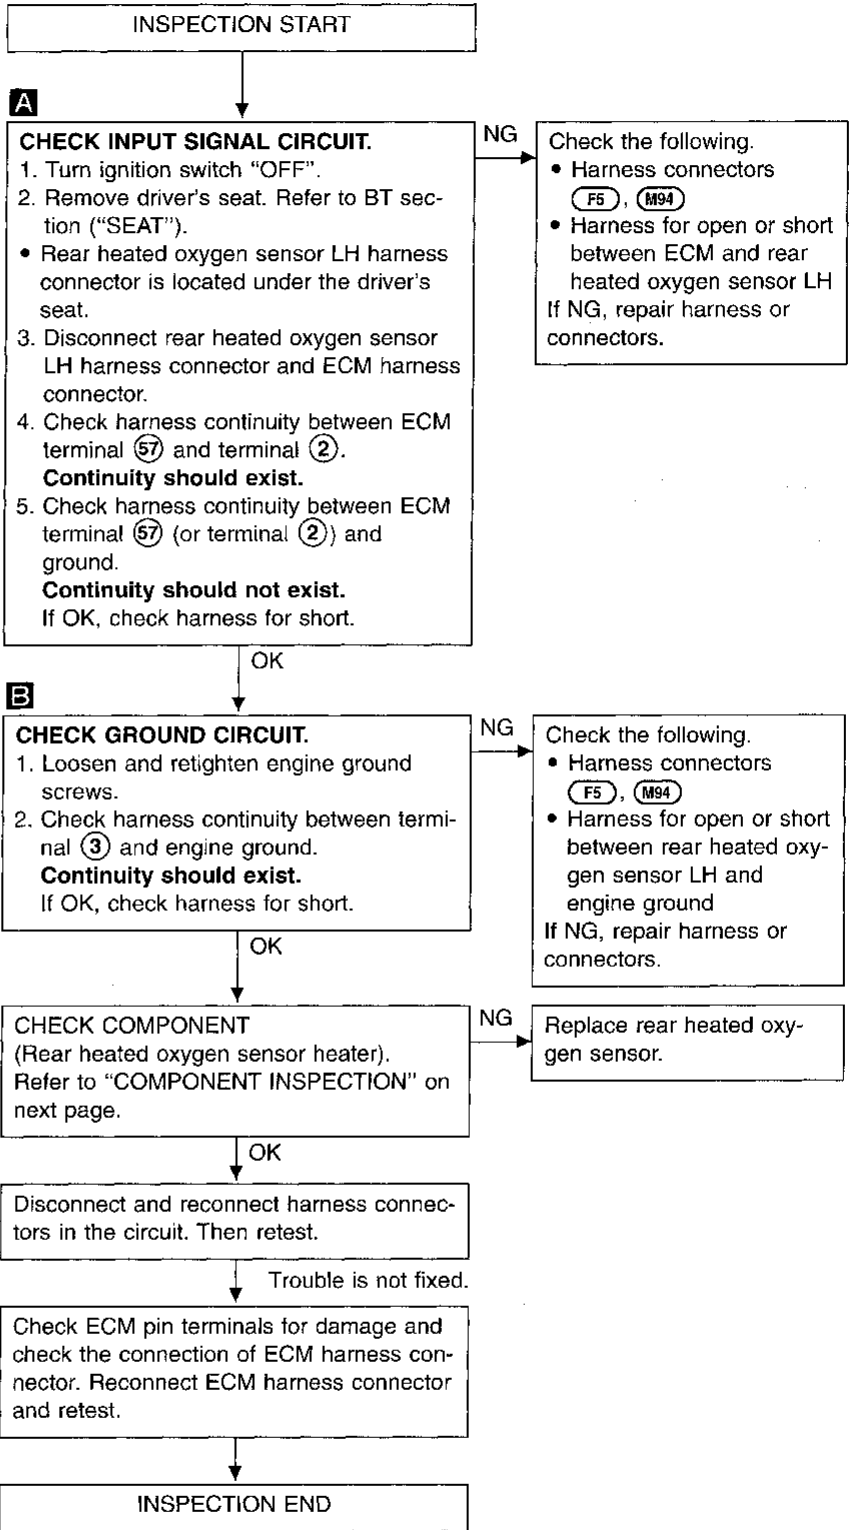 INSPECTION START
A
CHECK INPUT SIGNAL CIRCUIT.
1. Turn ignition switch “OFF”.
2. Remove driver’s seat. Refer to BT sec-
tion (“SEAT”).
• Rear heated oxygen sensor LH harness
connector is located under the driver’s
seat.
3. Disconnect rear heated oxygen sensor
LH harness connector and ECM harness
connector.
4. Check harness continuity between ECM
terminal 57 and terminal 2.
Continuity should exist.
5. Check harness continuity between ECM
terminal 57 (or terminal 2) and
ground.
Continuity should not exist.
If OK, check harness for short.
NG
Check the following.
• Harness connectors
F5, M94
• Harness for open or short
between ECM and rear
heated oxygen sensor LH
If NG, repair harness or
connectors.
OK
B
CHECK GROUND CIRCUIT.
1. Loosen and retighten engine ground
screws.
2. Check harness continuity between termi-
nal 3 and engine ground.
Continuity should exist.
If OK, check harness for short.
NG
Check the following.
• Harness connectors
F5, M94
• Harness for open or short
between rear heated oxy-
gen sensor LH and
engine ground
If NG, repair harness or
connectors.
OK
CHECK COMPONENT
(Rear heated oxygen sensor heater).
Refer to “COMPONENT INSPECTION” on
next page.
NG
Replace rear heated oxy-
gen sensor.
OK
Disconnect and reconnect harness connec-
tors in the circuit. Then retest.
Trouble is not fixed.
Check ECM pin terminals for damage and
check the connection of ECM harness con-
nector. Reconnect ECM harness connector
and retest.
INSPECTION END